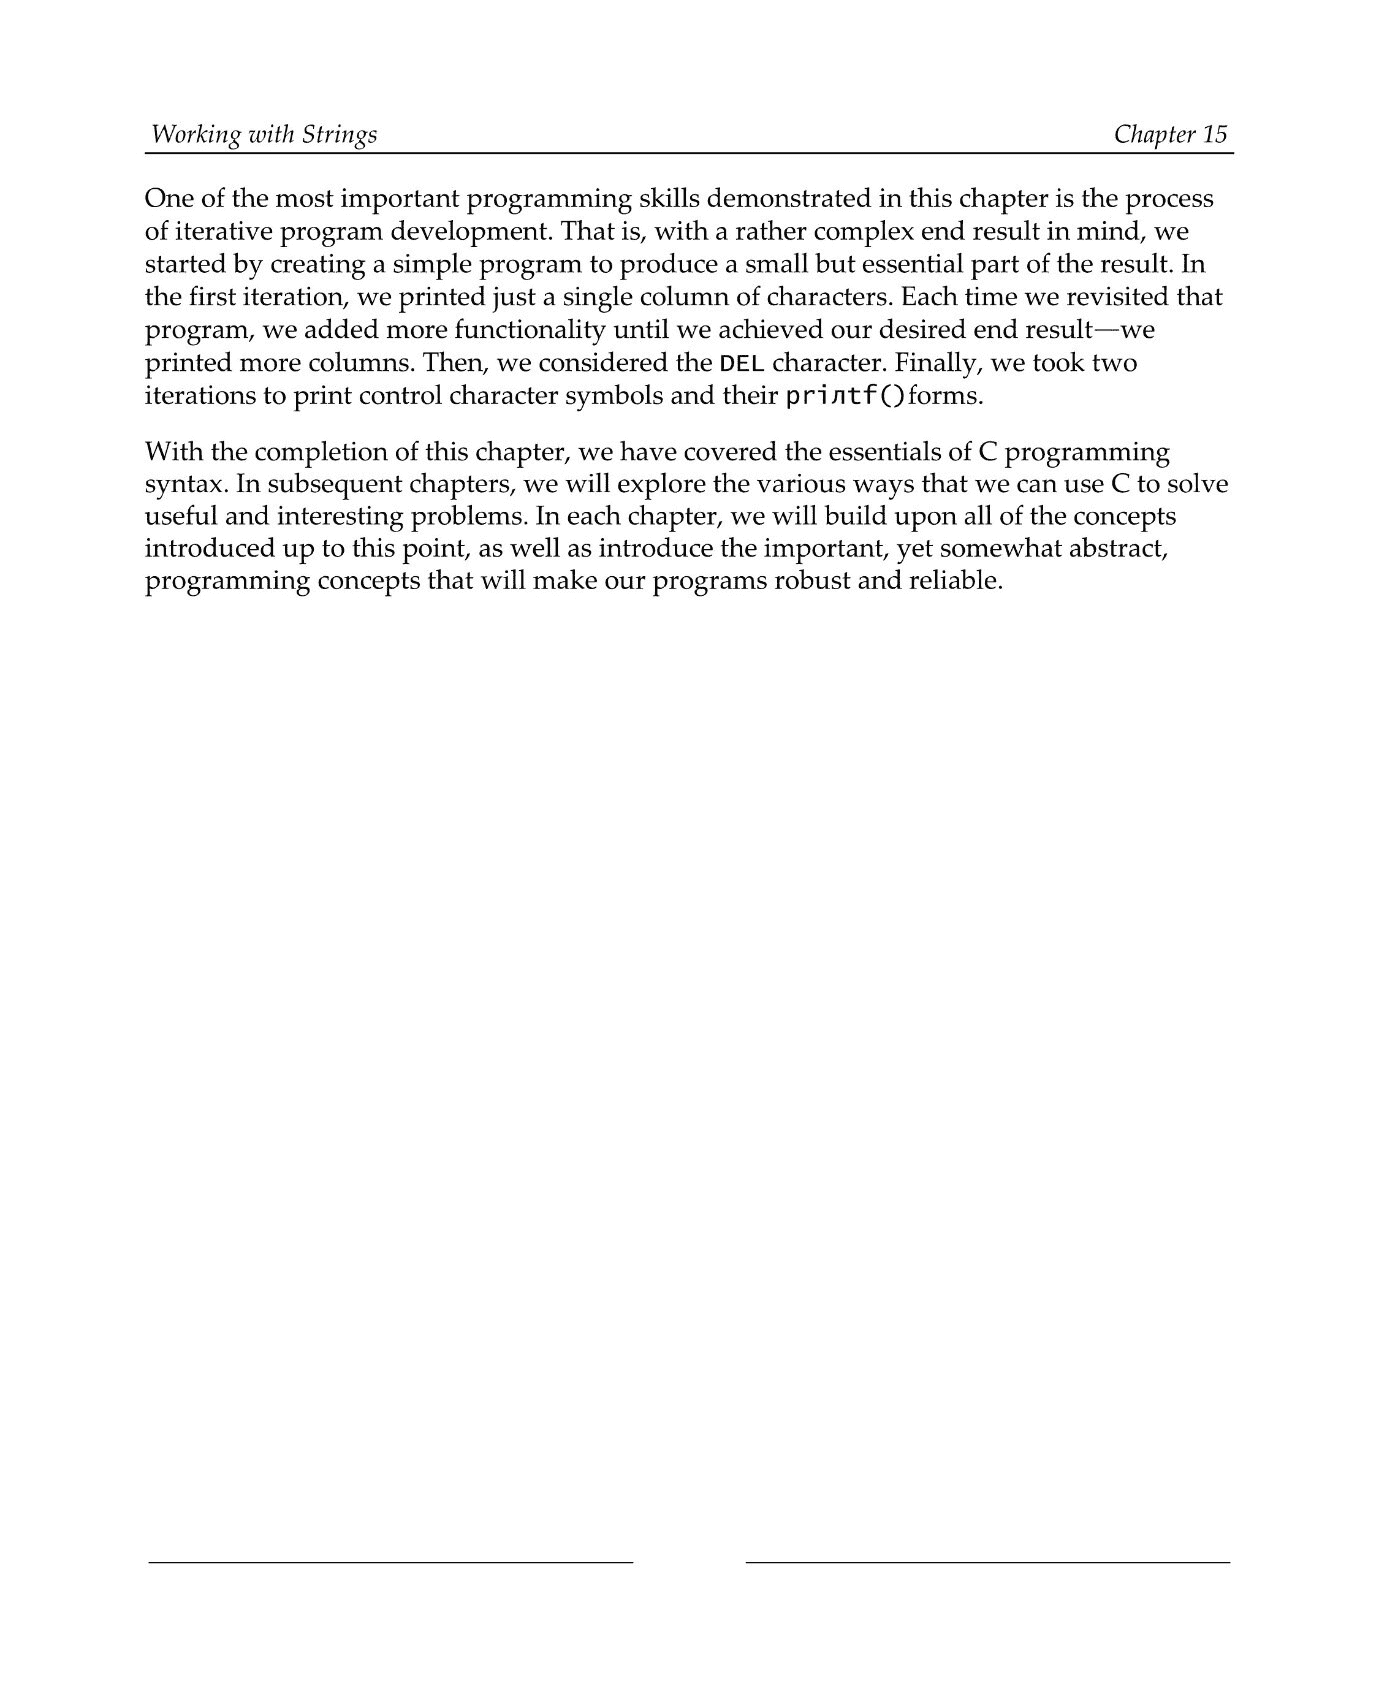 Working with Strings Chapter 15
One of the most important programming skills demonstrated in this chapter is the process
of iterative program development. That is, with a rather complex end result in mind, we
started by creating a simple program to produce a small but essential part of the result. In
the first iteration, we printed just a single column of characters. Each time we revisited that
program, we added more functionality until we achieved our desired end result—we
printed more columns. Then, we considered the DEL character. Finally, we took two
iterations to print control character symbols and their printf()forms.
With the completion of this chapter, we have covered the essentials of C programming
syntax. In subsequent chapters, we will explore the various ways that we can use C to solve
useful and interesting problems. In each chapter, we will build upon all of the concepts
introduced up to this point, as well as introduce the important, yet somewhat abstract,
programming concepts that will make our programs robust and reliable.